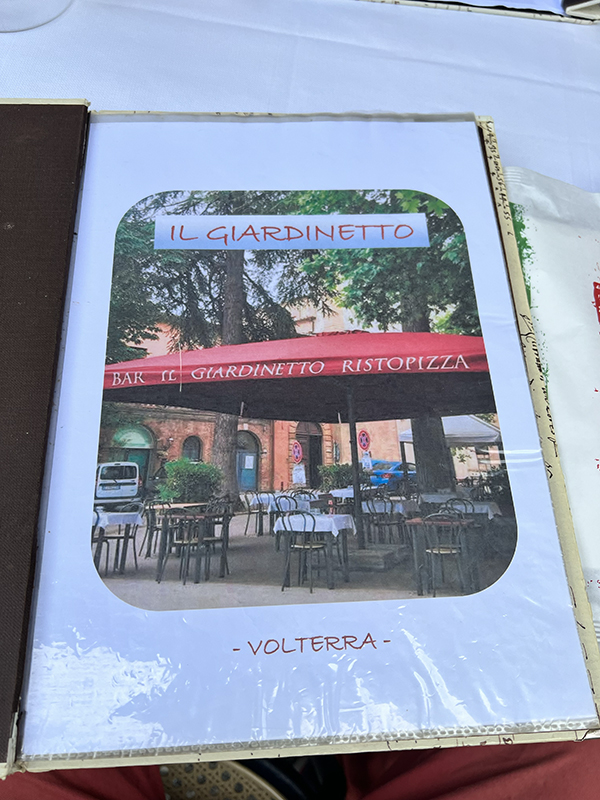 IL GIARDINETTO
BAR IL GIARDINETTO RISTOPIZZA
- VOLTERRA -